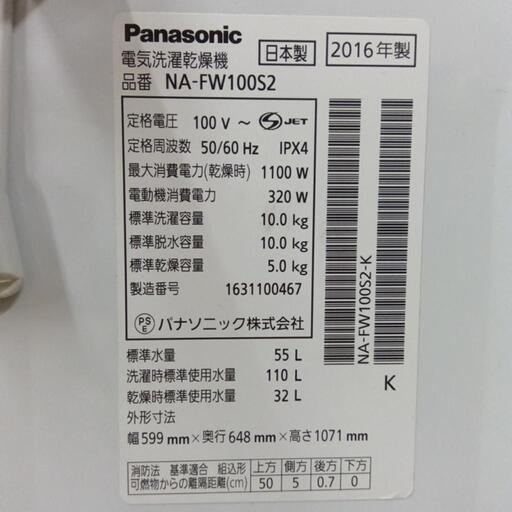 Panasonic
電気洗濯乾燥機 日本製 2016年製
品番 NA-FW100S2
定格電圧 100 V ～ S JET
定格周波数 50/60 Hz IPX4
最大消費電力(乾燥時) 1100 W
電動機消費電力 320 W
標準洗濯容量 10.0 kg
標準脱水容量 10.0 kg
標準乾燥容量 5.0 kg
製造番号 1631100467
PSE パナソニック株式会社
NA-FW100S2-K
K
標準水量 55 L
洗濯時標準使用水量 110 L
乾燥時標準使用水量 32 L
外形寸法
幅 599 mm×奥行 648 mm×高さ 1071 mm
消防法 基準適合 組込形 上方 側方 後方 下方
可燃物からの離隔距離(cm) 50 5 0.7 0